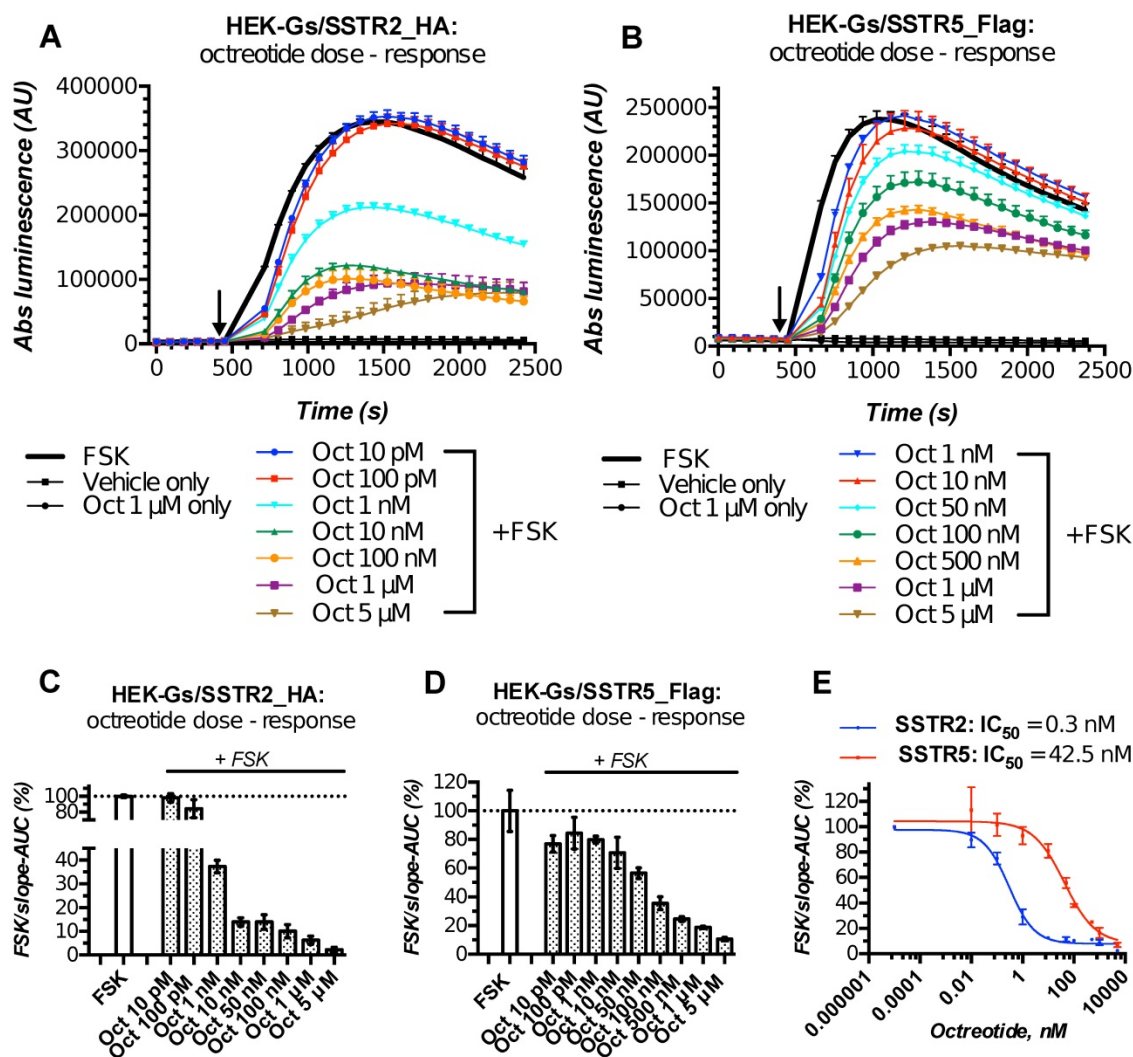 A
HEK-Gs/SSTR2_HA:
octreotide dose - response
Abs luminescence (AU)
400000
300000
200000
100000
0
0 500 1000 1500 2000 2500
Time (s)
FSK
Vehicle only
Oct 1 µM only
Oct 10 pM
Oct 100 pM
Oct 1 nM
Oct 10 nM
Oct 100 nM
Oct 1 µM
Oct 5 µM
+FSK
B
HEK-Gs/SSTR5_Flag:
octreotide dose - response
Abs luminescence (AU)
250000
200000
150000
100000
50000
0
0 500 1000 1500 2000 2500
Time (s)
FSK
Vehicle only
Oct 1 µM only
Oct 1 nM
Oct 10 nM
Oct 50 nM
Oct 100 nM
Oct 500 nM
Oct 1 µM
Oct 5 µM
+FSK
C
HEK-Gs/SSTR2_HA:
octreotide dose - response
+ FSK
FSK/slope-AUC (%)
100
80
40
30
20
10
0
FSK
Oct 10 pM
Oct 100 pM
Oct 1 nM
Oct 10 nM
Oct 50 nM
Oct 100 nM
Oct 1 µM
Oct 5 µM
D
HEK-Gs/SSTR5_Flag:
octreotide dose - response
+ FSK
FSK/slope-AUC (%)
120
100
80
60
40
20
0
FSK
Oct 10 pM
Oct 100 pM
Oct 1 nM
Oct 10 nM
Oct 50 nM
Oct 100 nM
Oct 500 nM
Oct 1 µM
Oct 5 µM
E
SSTR2: IC50 = 0.3 nM
SSTR5: IC50 = 42.5 nM
FSK/slope-AUC (%)
120
100
80
60
40
20
0
0.000001
0.0001
0.01
1
100
10000
Octreotide, nM